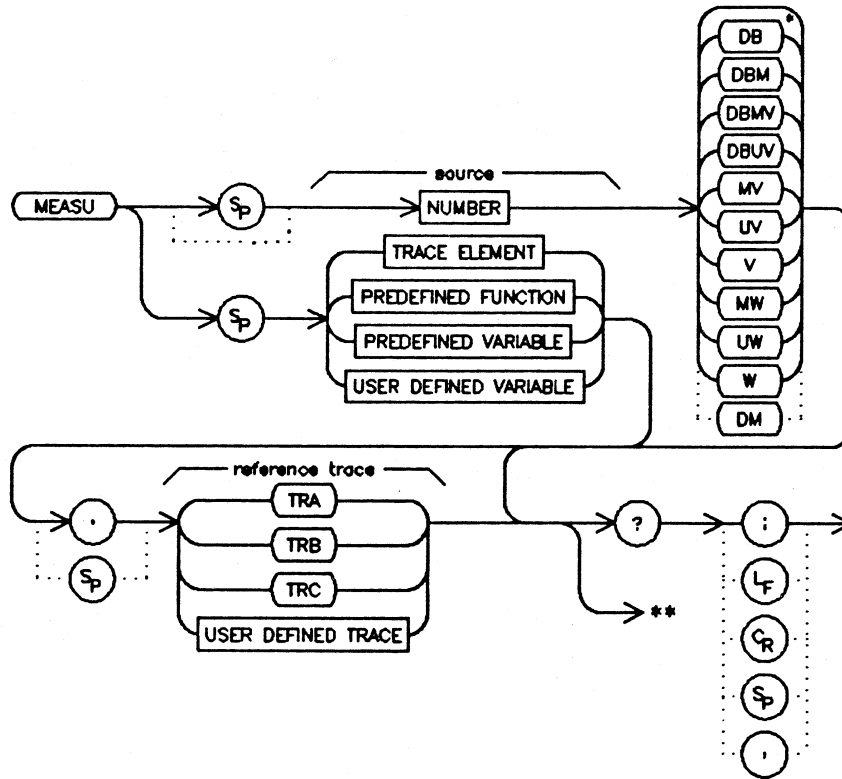 *
DB
DBM
DBMV
DBUV
source
MEASU
SP
NUMBER
MV
UV
TRACE ELEMENT
V
PREDEFINED FUNCTION
MW
SP
PREDEFINED VARIABLE
UW
USER DEFINED VARIABLE
W
DM
reference trace
TRA
,
TRB
?
;
SP
TRC
LF
USER DEFINED TRACE
**
CR
SP
,